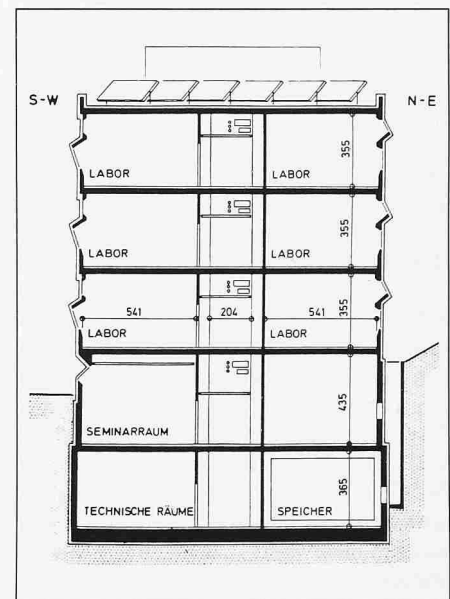 S-W
N-E
LABOR
LABOR
355
LABOR
LABOR
355
541
204
541
355
LABOR
LABOR
435
SEMINARRAUM
365
TECHNISCHE RÄUME
SPEICHER